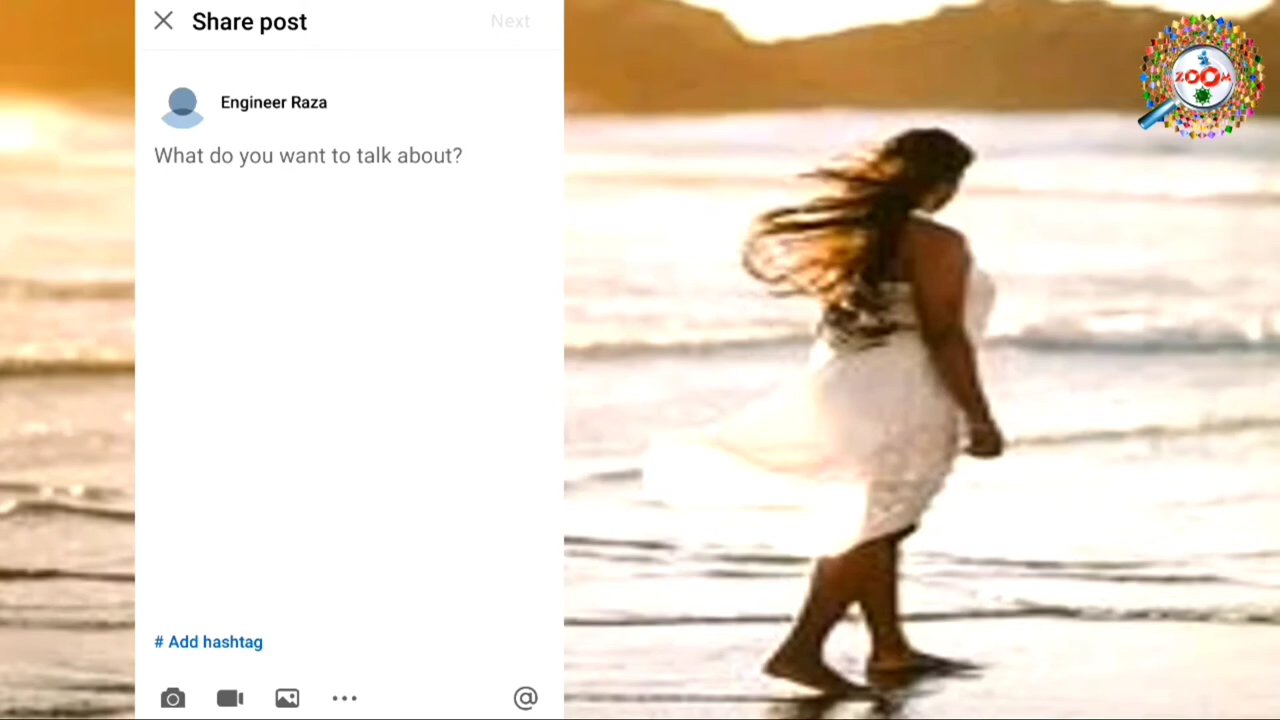 Share post
Next
Engineer Raza
What do you want to talk about?
# Add hashtag
@
ZOOM